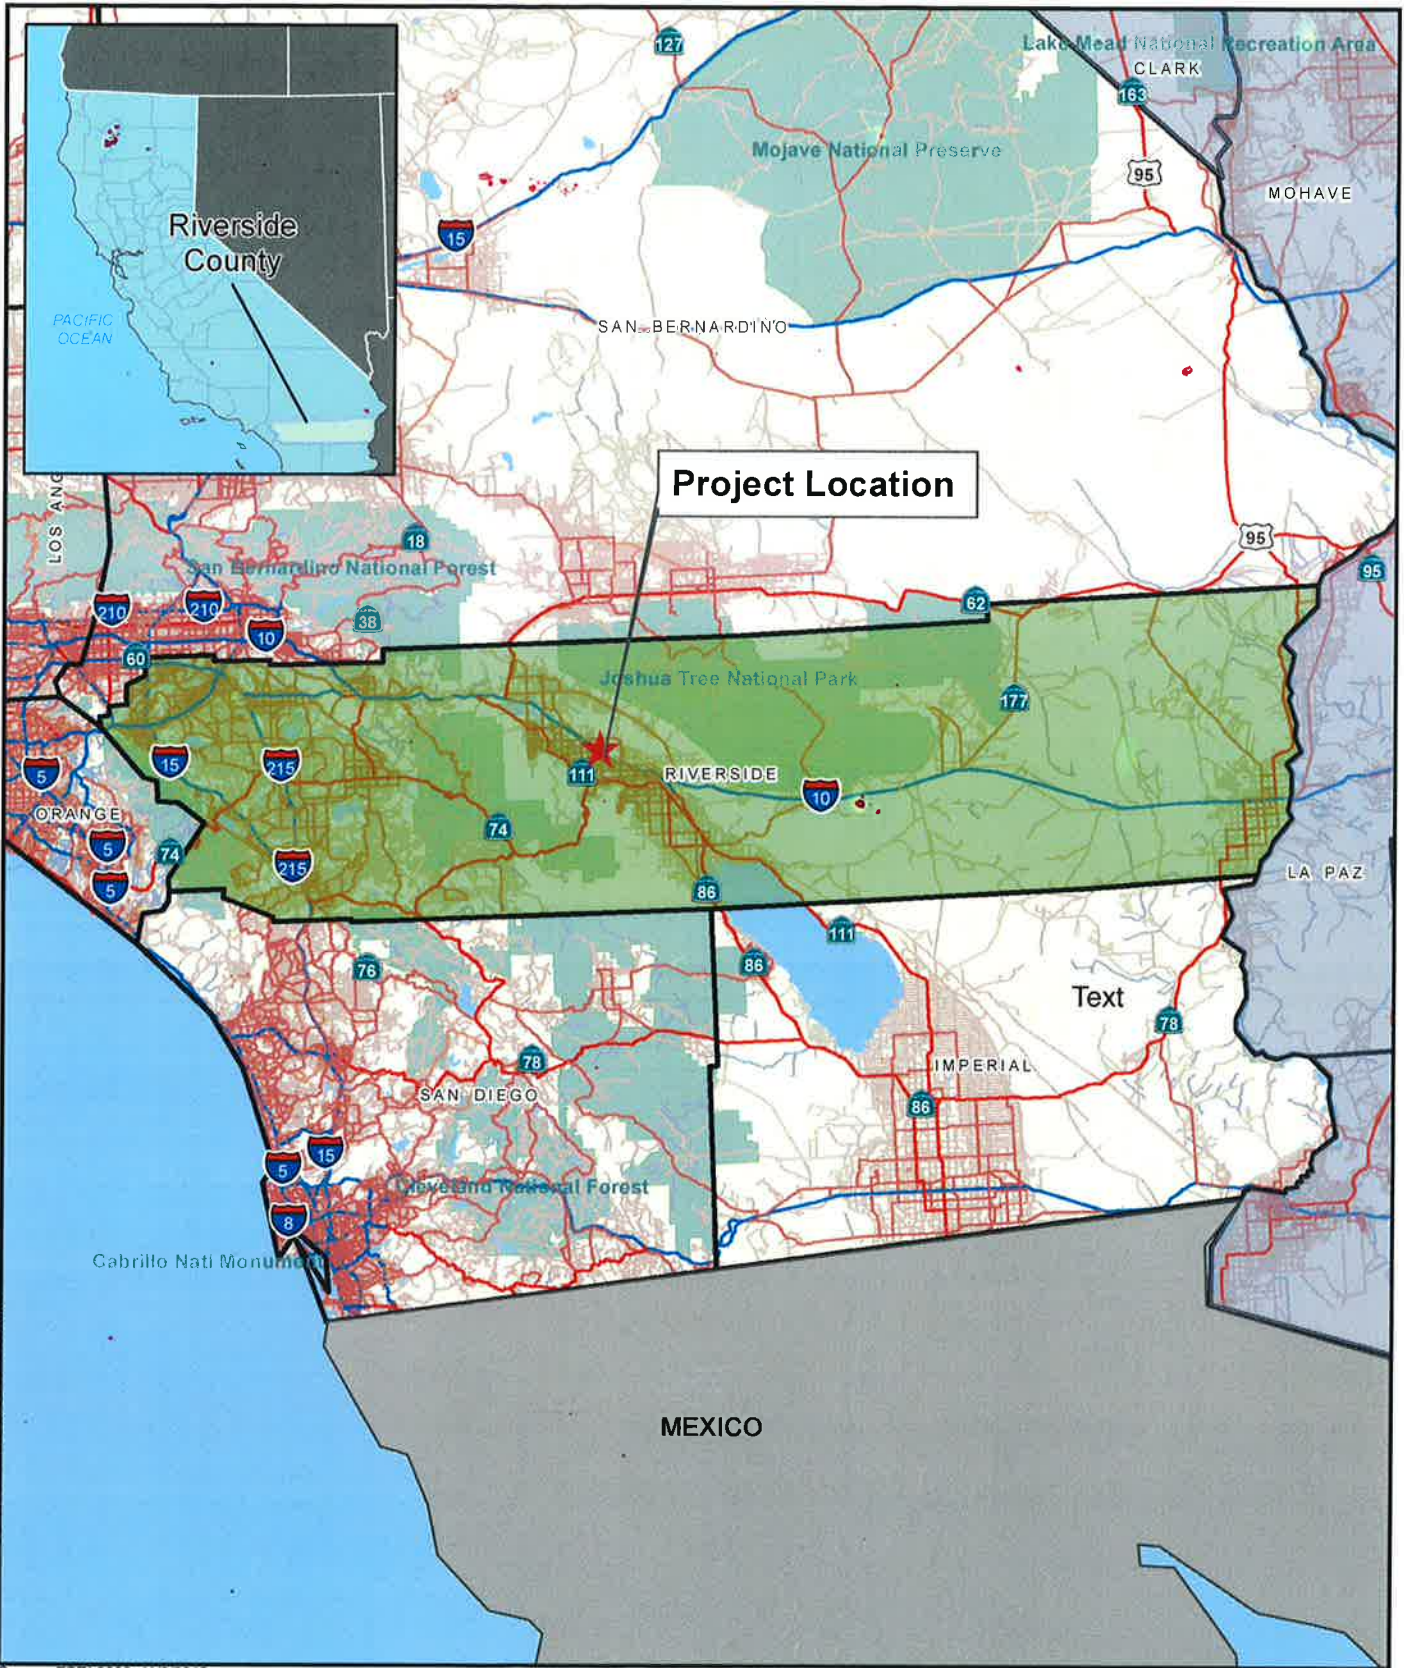 127
Lake Mead National Recreation Area
CLARK
163
Mojave National Preserve
95
MOHAVE
Riverside
County
15
PACIFIC
OCEAN
SAN BERNARDINO
Project Location
LOS ANG
18
95
95
San Bernardino National Forest
210
210
62
38
10
60
Joshua Tree National Park
177
15
215
5
111
RIVERSIDE
10
ORANGE
74
5
74
215
LA PAZ
5
86
111
76
86
Text
78
78
IMPERIAL
SAN DIEGO
86
15
5
Cleveland National Forest
8
Cabrillo Natl Monument
MEXICO